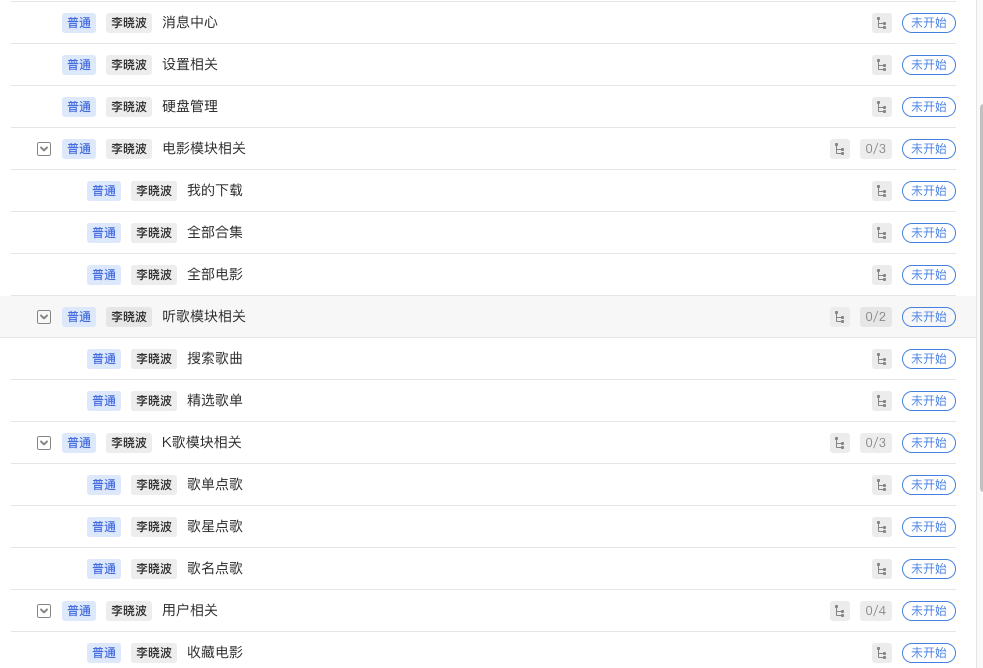 普通 李晓波 消息中心 未开始
普通 李晓波 设置相关 未开始
普通 李晓波 硬盘管理 未开始
普通 李晓波 电影模块相关 0/3 未开始
普通 李晓波 我的下载 未开始
普通 李晓波 全部合集 未开始
普通 李晓波 全部电影 未开始
普通 李晓波 听歌模块相关 0/2 未开始
普通 李晓波 搜索歌曲 未开始
普通 李晓波 精选歌单 未开始
普通 李晓波 K歌模块相关 0/3 未开始
普通 李晓波 歌单点歌 未开始
普通 李晓波 歌星点歌 未开始
普通 李晓波 歌名点歌 未开始
普通 李晓波 用户相关 0/4 未开始
普通 李晓波 收藏电影 未开始